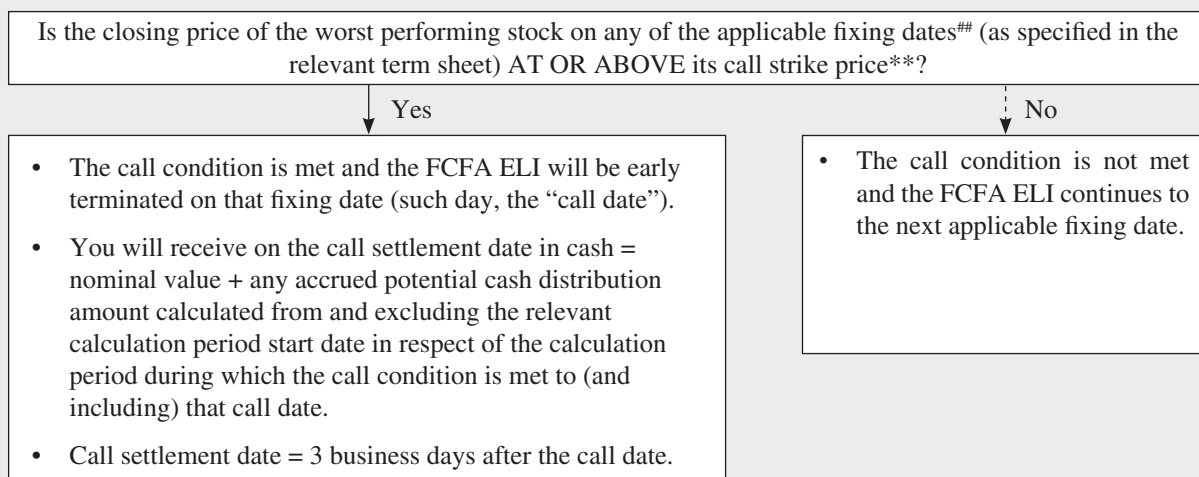 Is the closing price of the worst performing stock on any of the applicable fixing dates## (as specified in the
relevant term sheet) AT OR ABOVE its call strike price**?
Yes
No
• The call condition is met and the FCFA ELI will be early
terminated on that fixing date (such day, the “call date”).
• You will receive on the call settlement date in cash =
nominal value + any accrued potential cash distribution
amount calculated from and excluding the relevant
calculation period start date in respect of the calculation
period during which the call condition is met to (and
including) that call date.
• Call settlement date = 3 business days after the call date.
• The call condition is not met
and the FCFA ELI continues to
the next applicable fixing date.